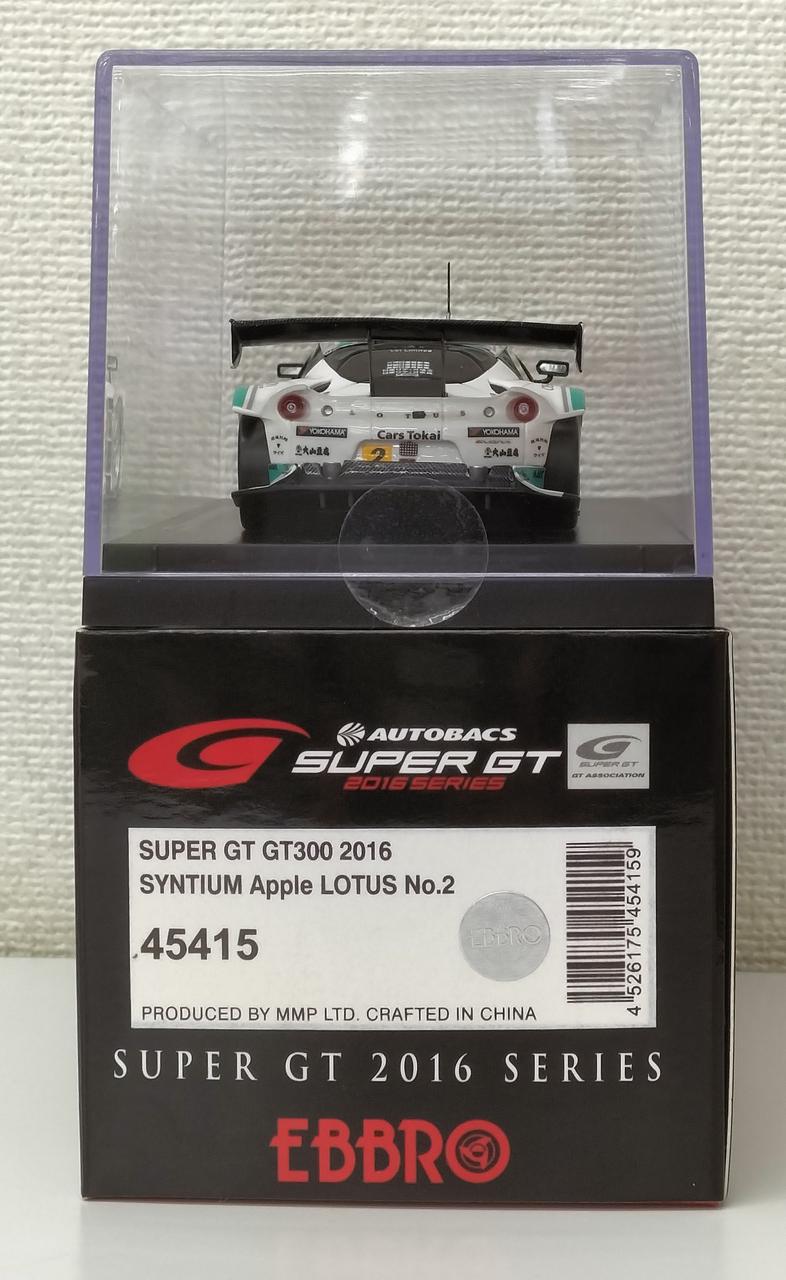 LOTUS
YOKOHAMA
YOKOHAMA
Cars Tokai
2
AUTOBACS
SUPER GT
2016 SERIES
SUPER GT
GT ASSOCIATION
SUPER GT GT300 2016
SYNTIUM Apple LOTUS No.2
45415
EBBRO
4 526175 454159
PRODUCED BY MMP LTD. CRAFTED IN CHINA
SUPER GT 2016 SERIES
EBBRO